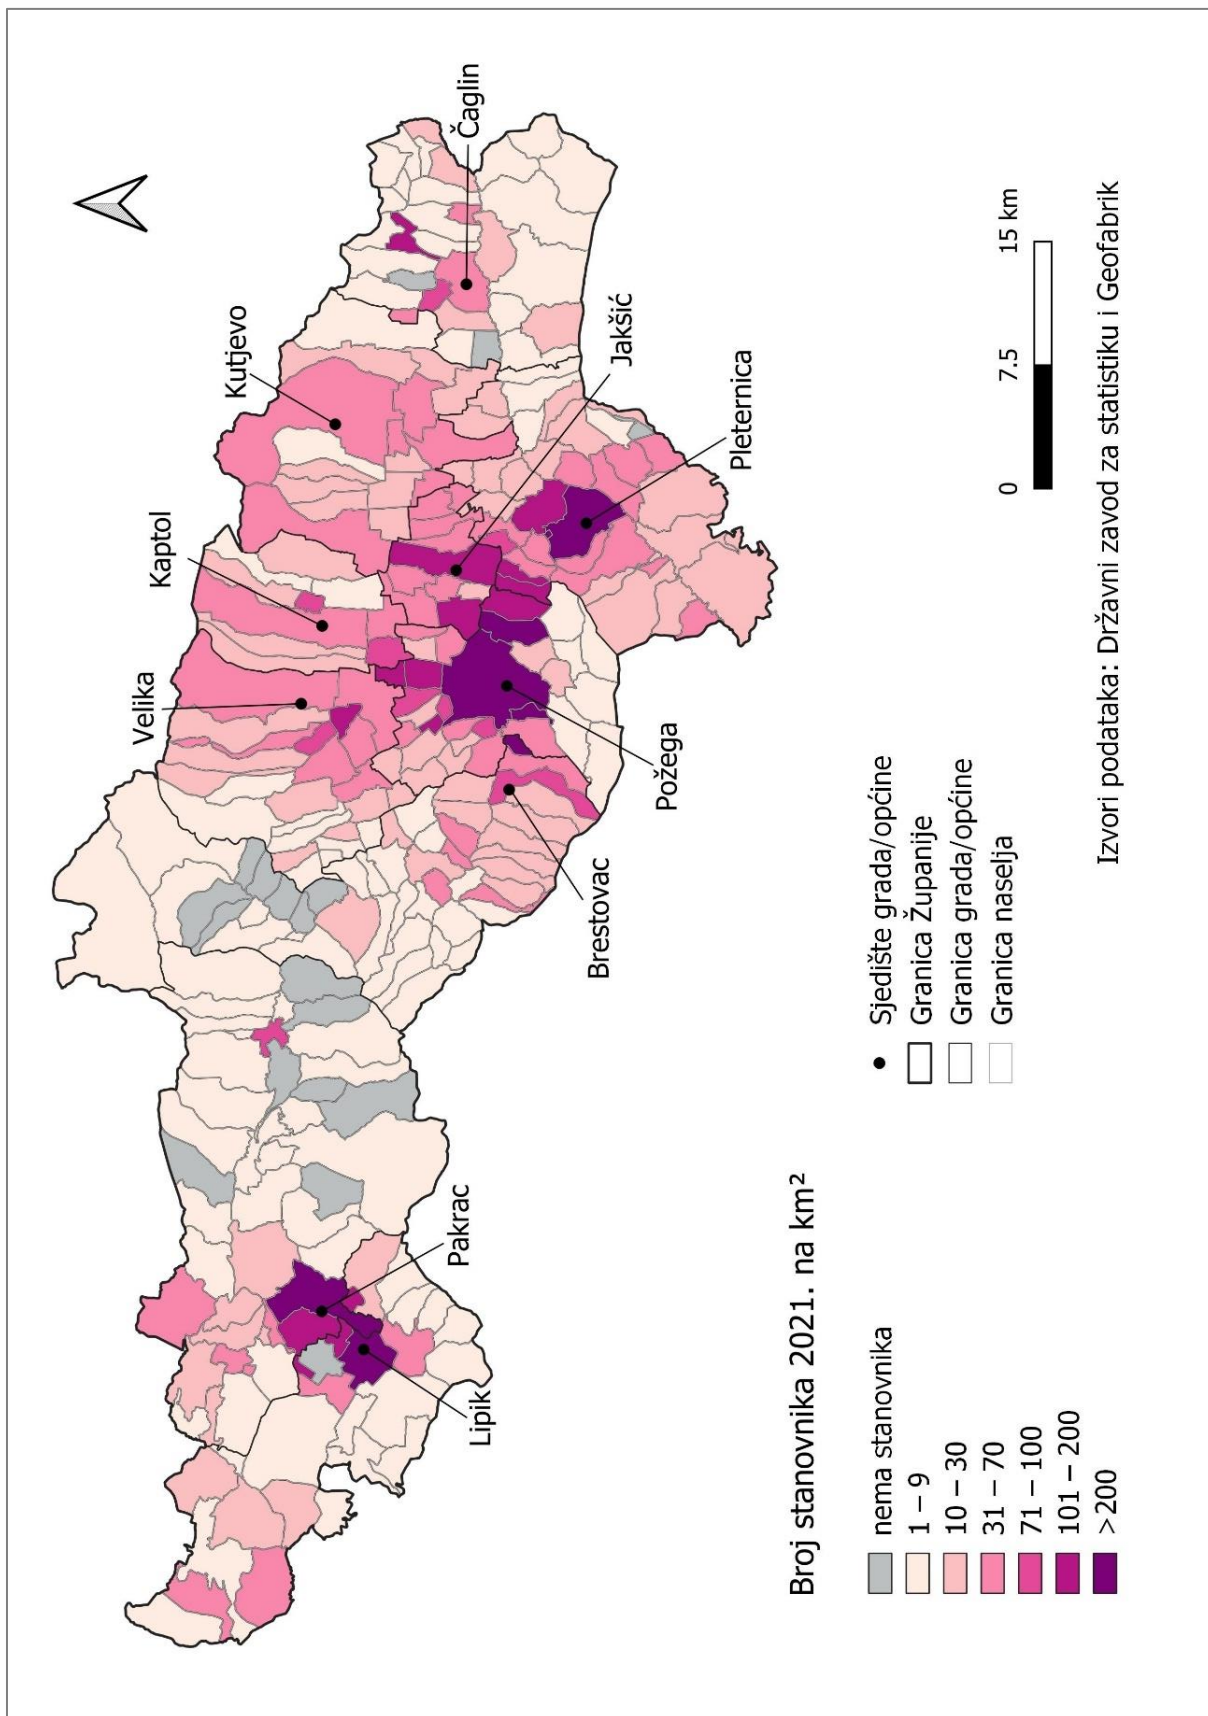 Čaglin
Kutjevo
Jakšić
Kaptol
Pleternica
Velika
Požega
Brestovac
Pakrac
Lipik
Broj stanovnika 2021. na km²
nema stanovnika
1 – 9
10 – 30
31 – 70
71 – 100
101 – 200
>200
Sjedište grada/općine
Granica Županije
Granica grada/općine
Granica naselja
0 7.5 15 km
Izvori podataka: Državni zavod za statistiku i Geofabrik